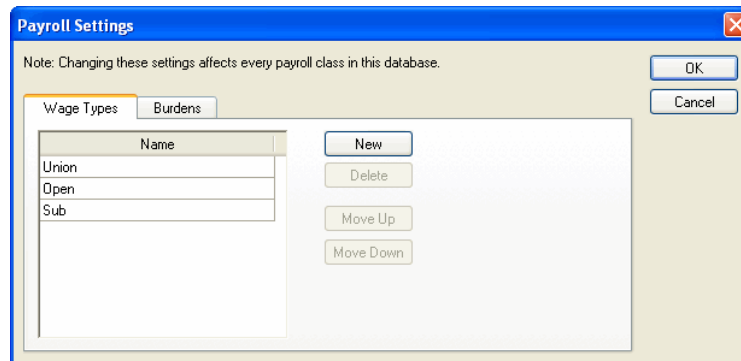 Payroll Settings
Note: Changing these settings affects every payroll class in this database.
OK
Cancel
Wage Types
Burdens
Name
Union
Open
Sub
New
Delete
Move Up
Move Down